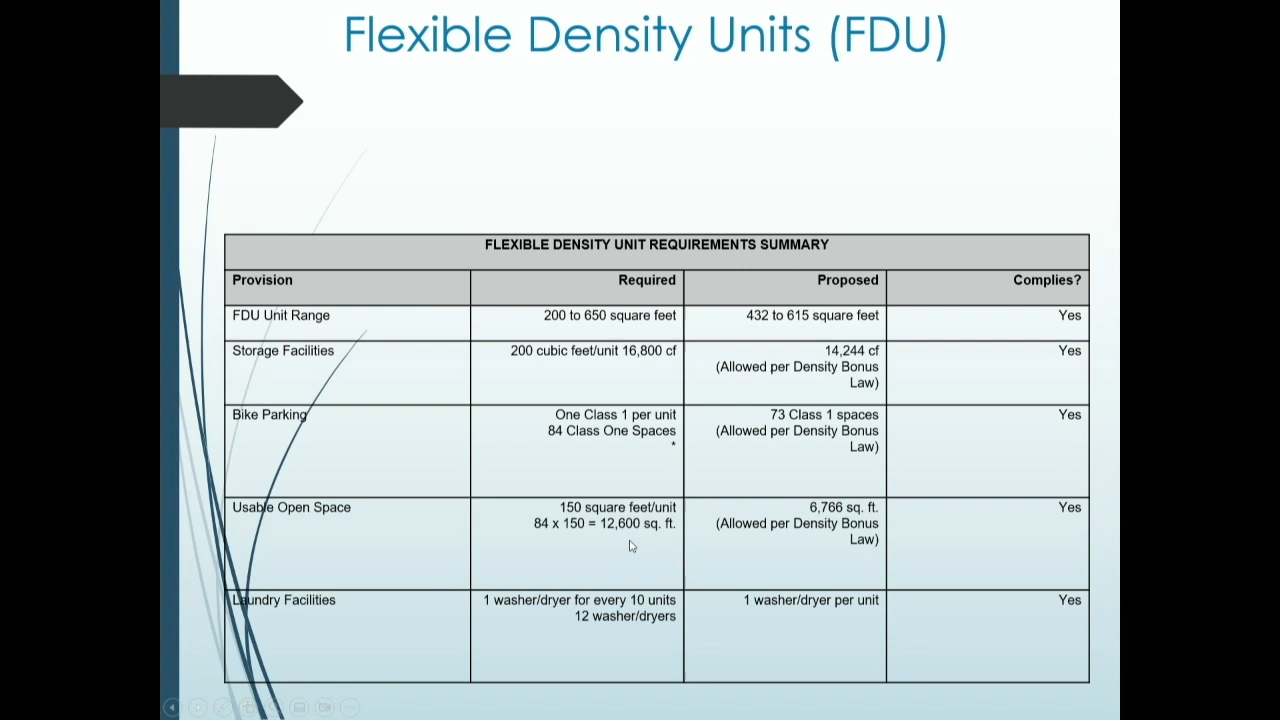 Flexible Density Units (FDU)
FLEXIBLE DENSITY UNIT REQUIREMENTS SUMMARY
Provision Required Proposed Complies?
FDU Unit Range 200 to 650 square feet 432 to 615 square feet Yes
Storage Facilities 200 cubic feet/unit 16,800 cf 14,244 cf Yes
(Allowed per Density Bonus
Law)
Bike Parking One Class 1 per unit 73 Class 1 spaces Yes
84 Class One Spaces (Allowed per Density Bonus
* Law)
Usable Open Space 150 square feet/unit 6,766 sq. ft. Yes
84 x 150 = 12,600 sq. ft. (Allowed per Density Bonus
Law)
Laundry Facilities 1 washer/dryer for every 10 units 1 washer/dryer per unit Yes
12 washer/dryers